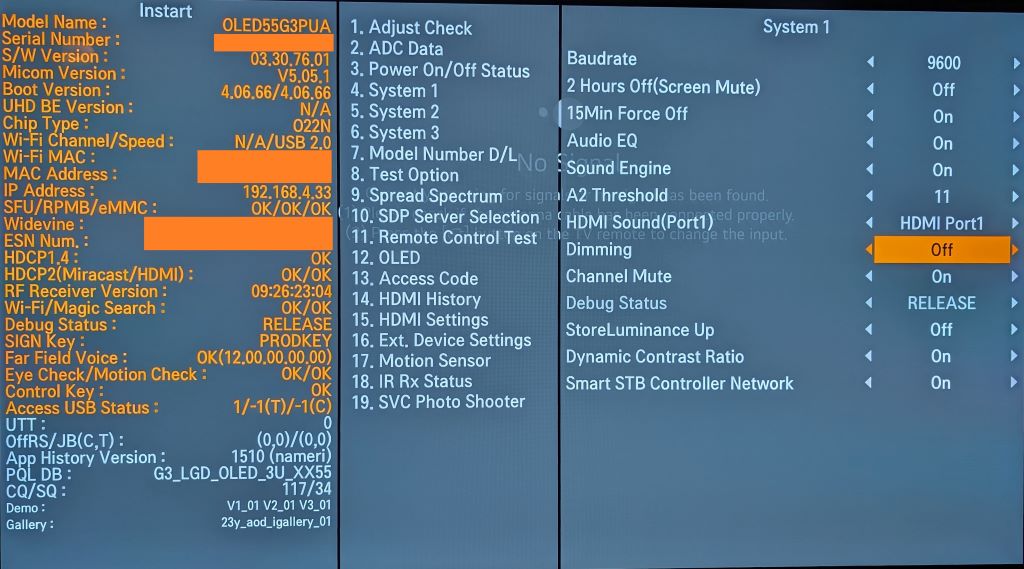 Instart
Model Name : OLED55G3PUA
Serial Number :
S/W Version : 03.30.76.01
Micom Version : V5.05.1
Boot Version : 4.06.66/4.06.66
UHD BE Version : N/A
Chip Type : O22N
Wi-Fi Channel/Speed : N/A/USB 2.0
Wi-Fi MAC :
MAC Address :
IP Address : 192.168.4.33
SFU/RPMB/eMMC : OK/OK/OK
Widevine :
ESN Num. :
HDCP1.4 : OK
HDCP2(Miracast/HDMI) : OK/OK
RF Receiver Version : 09:26:23:04
Wi-Fi/Magic Search : OK/OK
Debug Status : RELEASE
SIGN Key : PRODKEY
Far Field Voice : OK(12,00,00,00,00)
Eye Check/Motion Check : OK/OK
Control Key : OK
Access USB Status : 1/-1(T)/-1(C)
UTT : 0
OffRS/JB(C,T) : (0,0)/(0,0)
App History Version : 1510 (nameri)
PQL DB : G3_LGD_OLED_3U_XX55
CQ/SQ : 117/34
Demo : V1_01 V2_01 V3_01
Gallery : 23y_aod_igallery_01
1. Adjust Check
2. ADC Data
3. Power On/Off Status
4. System 1
5. System 2
6. System 3
7. Model Number D/L
8. Test Option
9. Spread Spectrum
10. SDP Server Selection
11. Remote Control Test
12. OLED
13. Access Code
14. HDMI History
15. HDMI Settings
16. Ext. Device Settings
17. Motion Sensor
18. IR Rx Status
19. SVC Photo Shooter
System 1
Baudrate 9600
2 Hours Off(Screen Mute) Off
15Min Force Off On
Audio EQ On
Sound Engine On
A2 Threshold 11
HDMI Sound(Port1) HDMI Port1
Dimming Off
Channel Mute On
Debug Status RELEASE
StoreLuminance Up Off
Dynamic Contrast Ratio On
Smart STB Controller Network On
No Signal
for signal has been found.
has been connected properly.
on the TV remote to change the input.